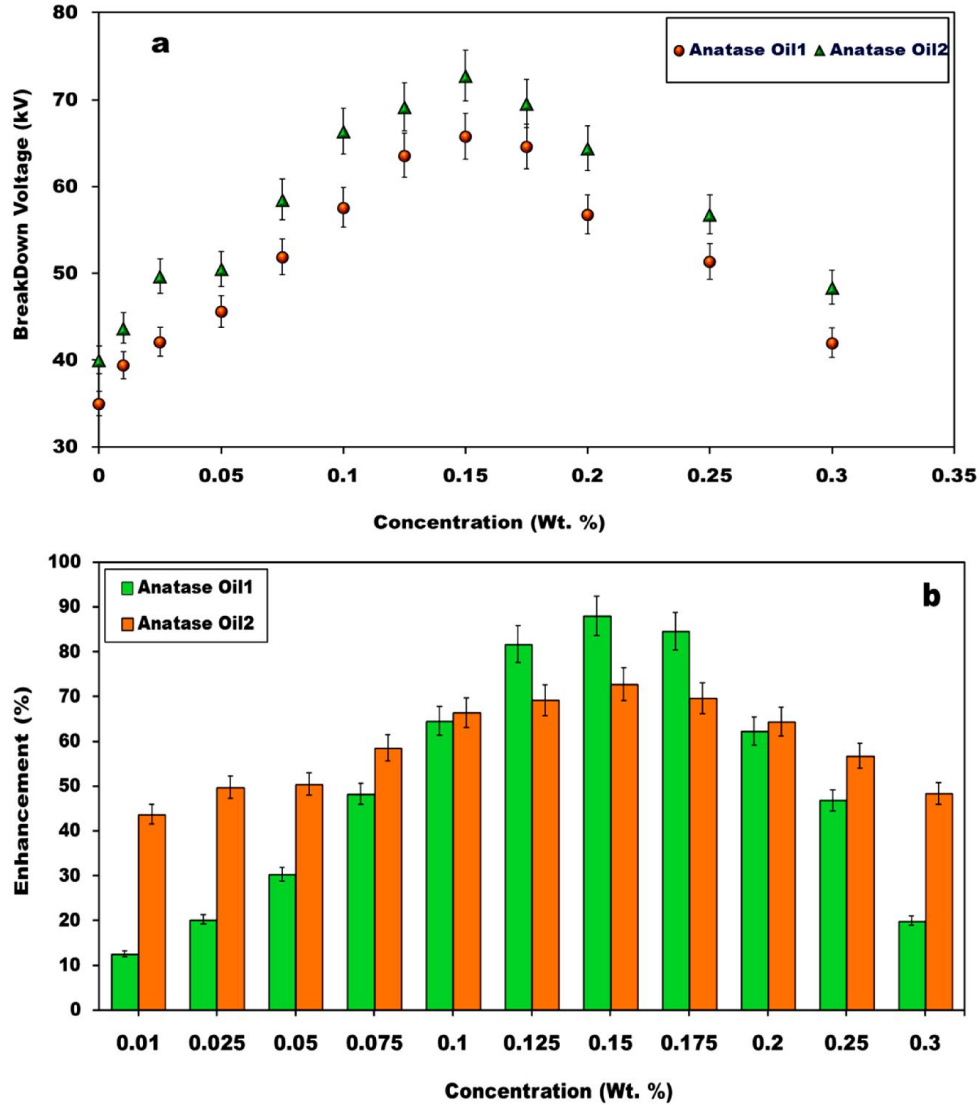 80
70
60
50
40
30
BreakDown Voltage (kV)
a
Anatase Oil1 Anatase Oil2
0 0.05 0.1 0.15 0.2 0.25 0.3 0.35
Concentration (Wt. %)
100
90
80
70
60
50
40
30
20
10
0
Enhancement (%)
Anatase Oil1
Anatase Oil2
b
0.01 0.025 0.05 0.075 0.1 0.125 0.15 0.175 0.2 0.25 0.3
Concentration (Wt. %)